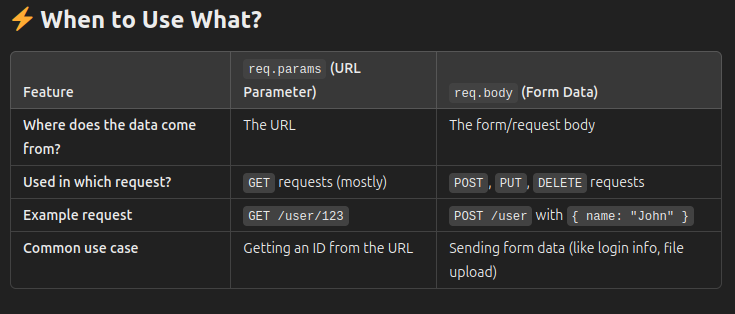 ⚡ When to Use What?
Feature
req.params (URL
Parameter)
req.body (Form Data)
Where does the data come
from?
The URL
The form/request body
Used in which request?
GET requests (mostly)
POST, PUT, DELETE requests
Example request
GET /user/123
POST /user with { name: "John" }
Common use case
Getting an ID from the URL
Sending form data (like login info, file
upload)